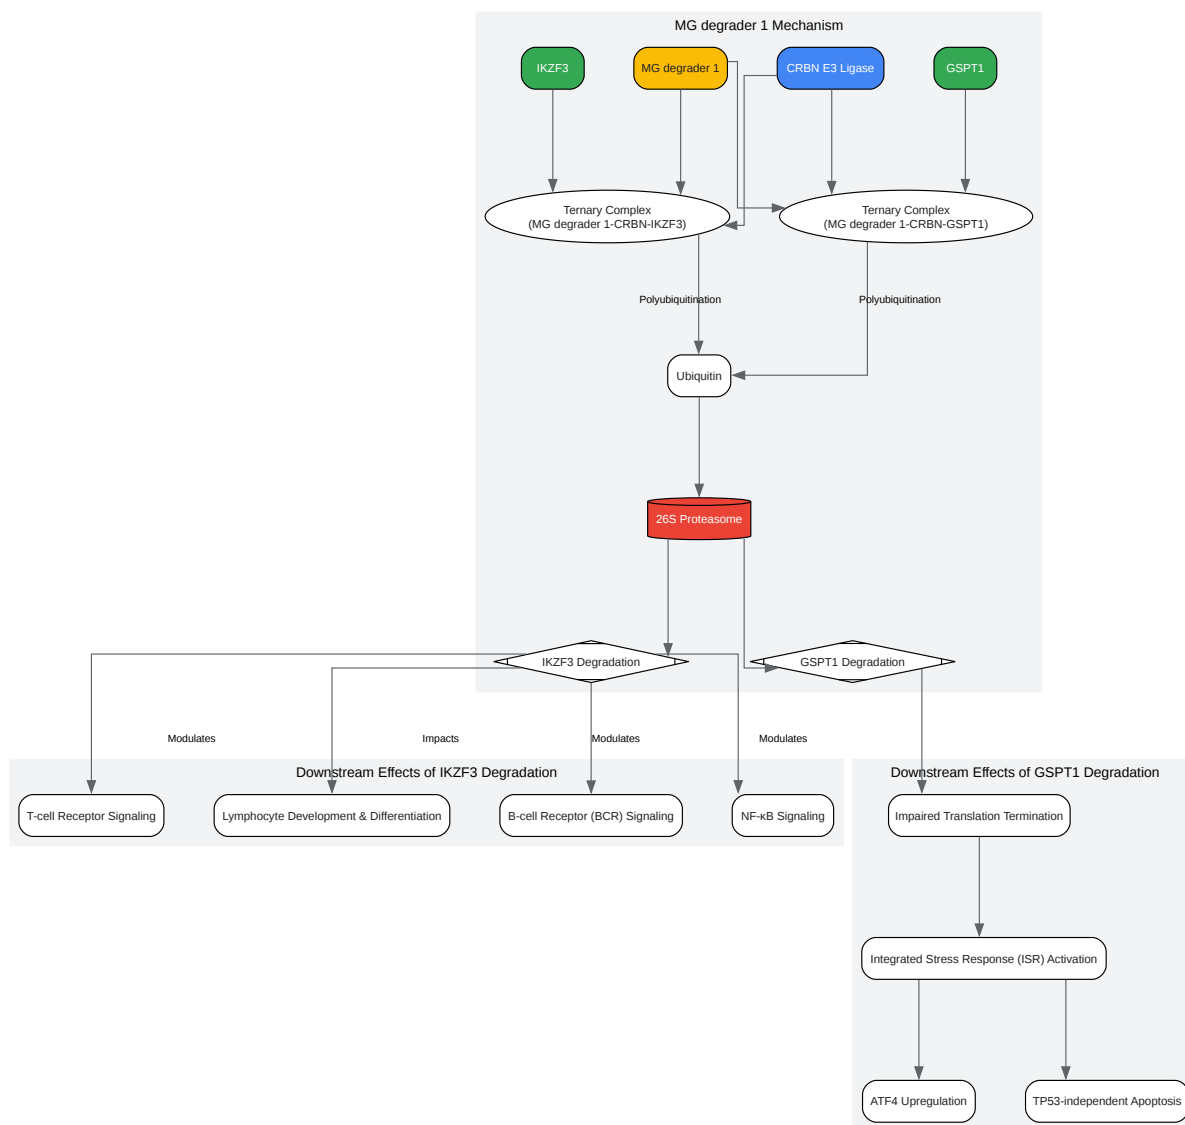 MG degrader 1 Mechanism
IKZF3
MG degrader 1
CRBN E3 Ligase
GSPT1
Ternary Complex
(MG degrader 1-CRBN-IKZF3)
Ternary Complex
(MG degrader 1-CRBN-GSPT1)
Polyubiquitination
Polyubiquitination
Ubiquitin
26S Proteasome
IKZF3 Degradation
GSPT1 Degradation
Modulates
Impacts
Modulates
Modulates
Downstream Effects of IKZF3 Degradation
T-cell Receptor Signaling
Lymphocyte Development & Differentiation
B-cell Receptor (BCR) Signaling
NF-κB Signaling
Downstream Effects of GSPT1 Degradation
Impaired Translation Termination
Integrated Stress Response (ISR) Activation
ATF4 Upregulation
TP53-independent Apoptosis